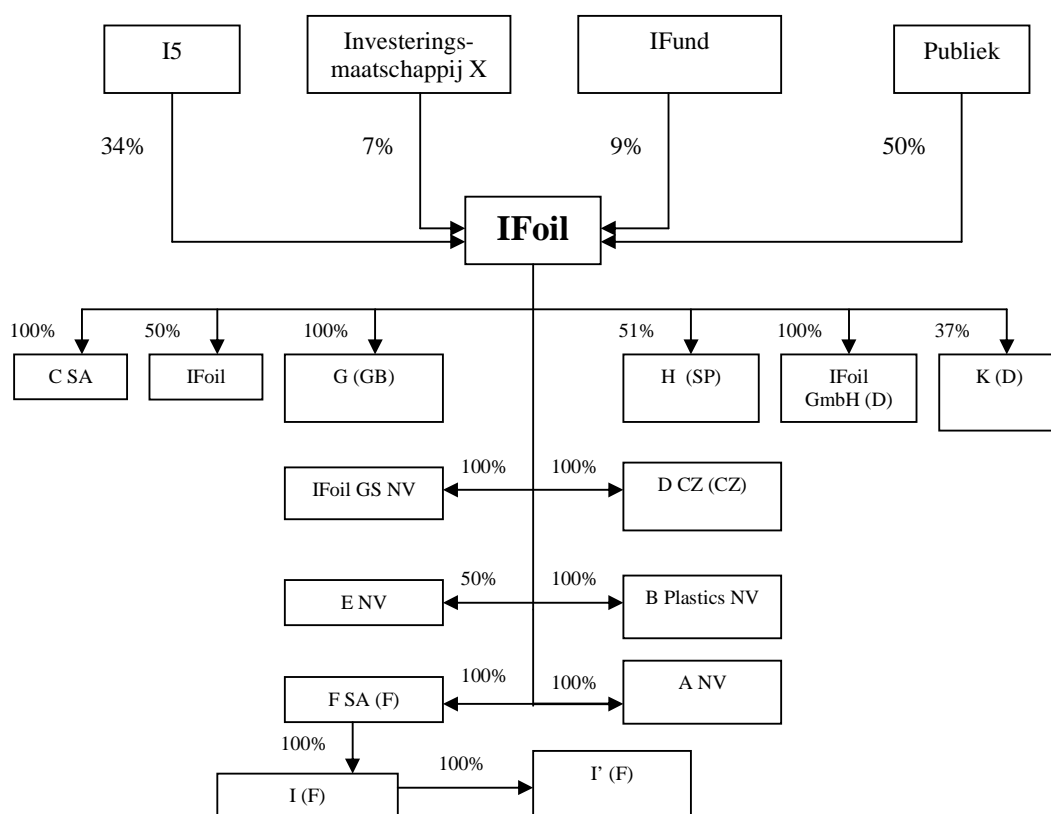 I5
Investerings-
maatschappij X
IFund
Publiek
34%
7%
9%
50%
IFoil
100%
50%
100%
51%
100%
37%
C SA
IFoil
G (GB)
H (SP)
IFoil
GmbH (D)
K (D)
100%
100%
IFoil GS NV
D CZ (CZ)
50%
100%
E NV
B Plastics NV
100%
100%
F SA (F)
A NV
100%
100%
I (F)
I’ (F)